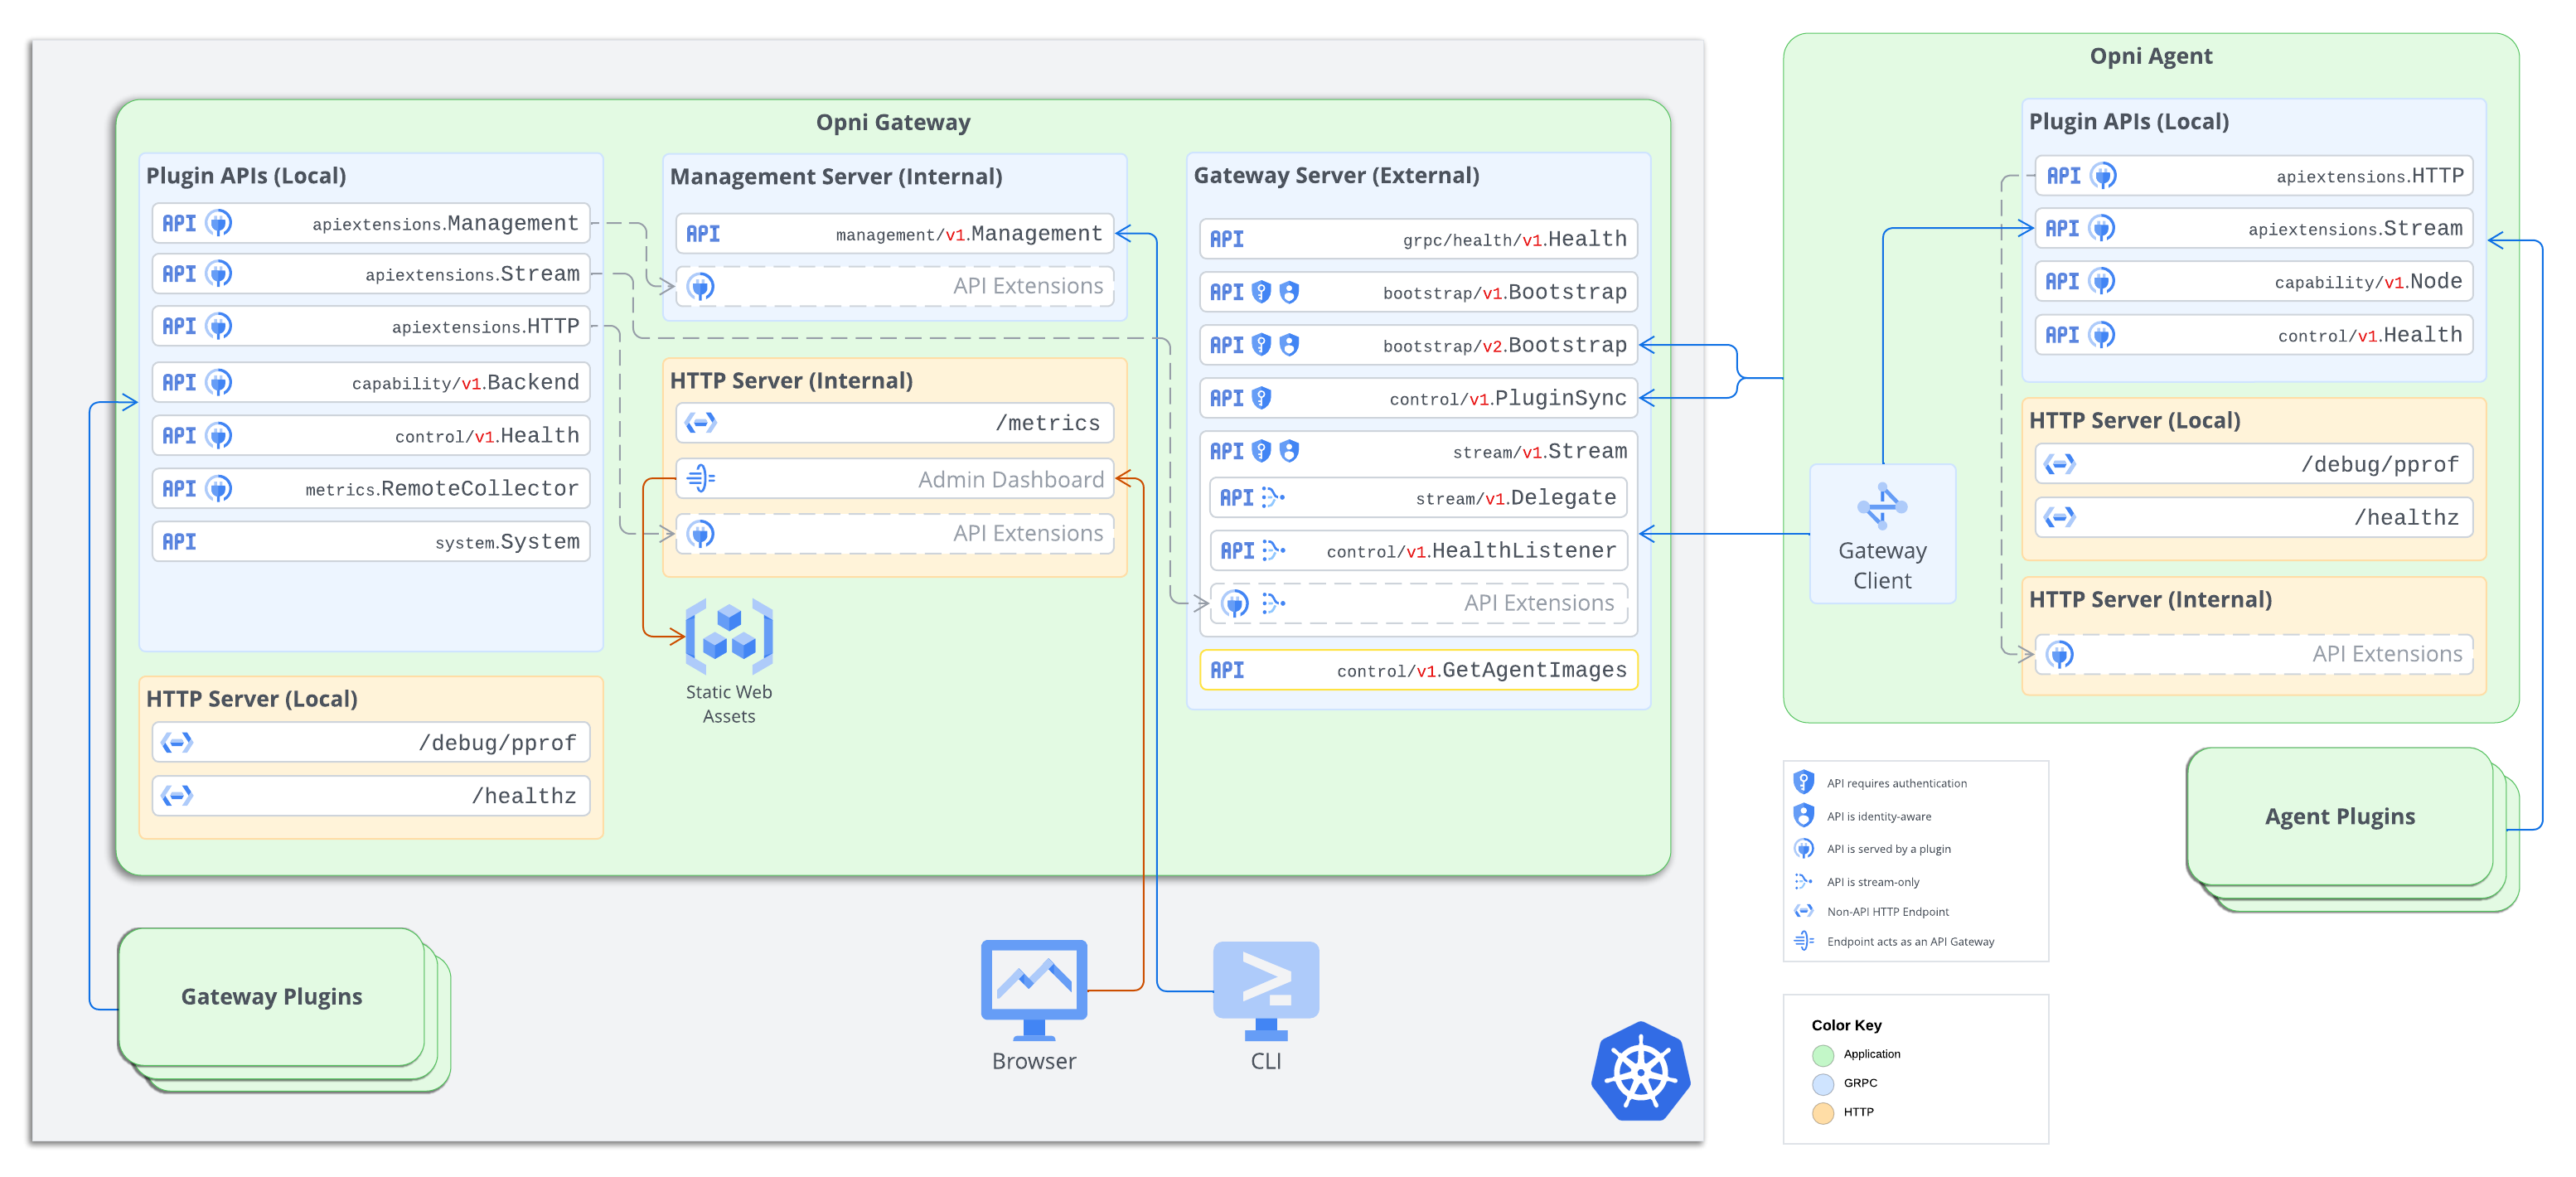 Opni Gateway
Plugin APIs (Local)
API apiextensions.Management
API apiextensions.Stream
API apiextensions.HTTP
API capability/v1.Backend
API control/v1.Health
API metrics.RemoteCollector
API system.System
HTTP Server (Local)
/debug/pprof
/healthz
Management Server (Internal)
API management/v1.Management
API Extensions
HTTP Server (Internal)
/metrics
Admin Dashboard
API Extensions
Static Web
Assets
Gateway Server (External)
API grpc/health/v1.Health
API bootstrap/v1.Bootstrap
API bootstrap/v2.Bootstrap
API control/v1.PluginSync
API stream/v1.Stream
API stream/v1.Delegate
API control/v1.HealthListener
API Extensions
API control/v1.GetAgentImages
Gateway Plugins
Browser
CLI
Opni Agent
Gateway
Client
Plugin APIs (Local)
API apiextensions.HTTP
API apiextensions.Stream
API capability/v1.Node
API control/v1.Health
HTTP Server (Local)
/debug/pprof
/healthz
HTTP Server (Internal)
API Extensions
Agent Plugins
API requires authentication
API is identity-aware
API is served by a plugin
API is stream-only
Non-API HTTP Endpoint
Endpoint acts as an API Gateway
Color Key
Application
GRPC
HTTP